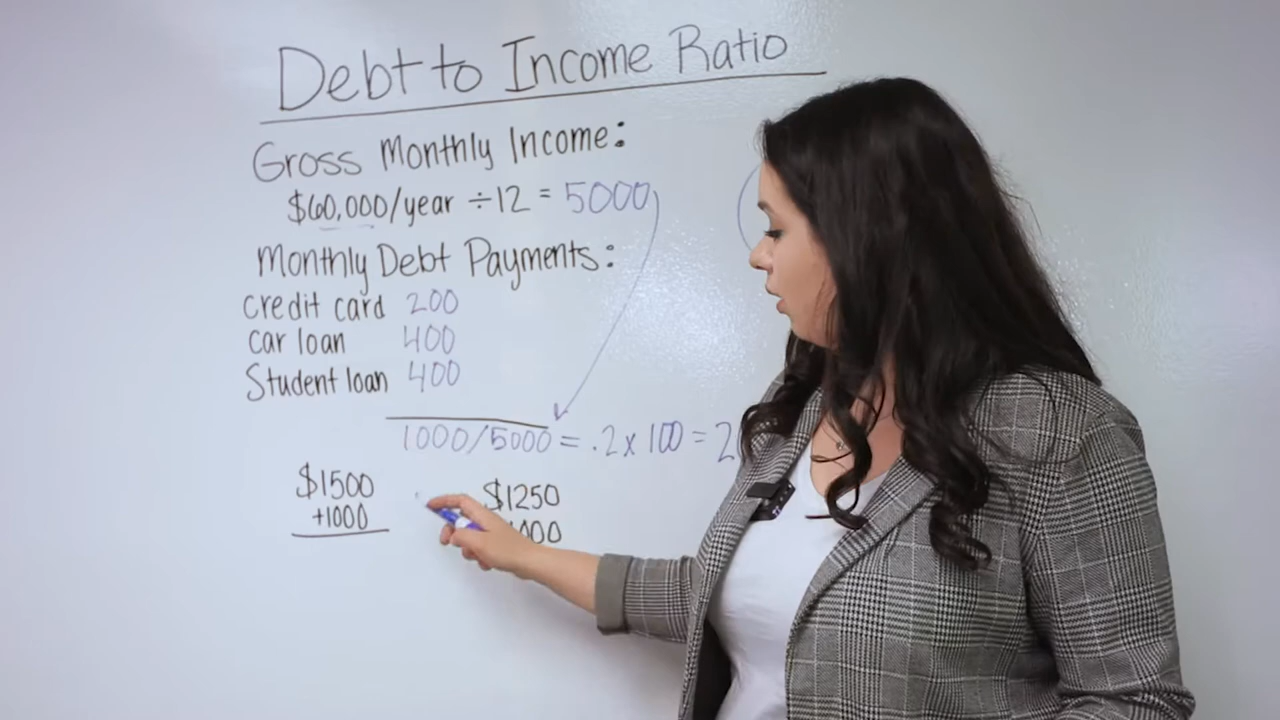 Debt to Income Ratio
Gross Monthly Income:
$60,000/year ÷12 = 5000
Monthly Debt Payments:
credit card 200
car loan 400
Student loan 400
1000/5000 = .2 x 100 = 2
$1500 $1250
+1000 1000